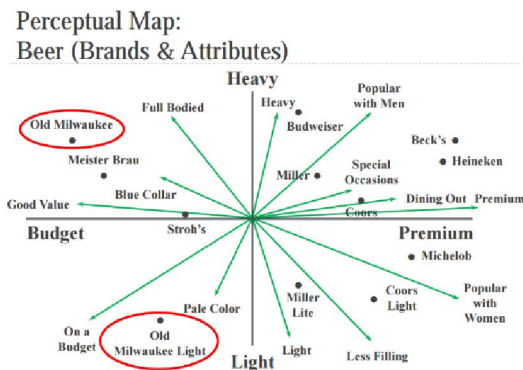 Perceptual Map:
Beer (Brands & Attributes)
Heavy
Popular
with Men
Full Bodied
Heavy
Budweiser
Old Milwaukee
Beck's
Meister Brau
Heineken
Miller
Special
Occasions
Blue Collar
Good Value
Dining Out
Premium
Coors
Budget
Stroh's
Premium
Michelob
Popular
with
Women
Pale Color
Miller
Lite
Coors
Light
On a
Budget
Old
Milwaukee Light
Light
Light
Less Filling